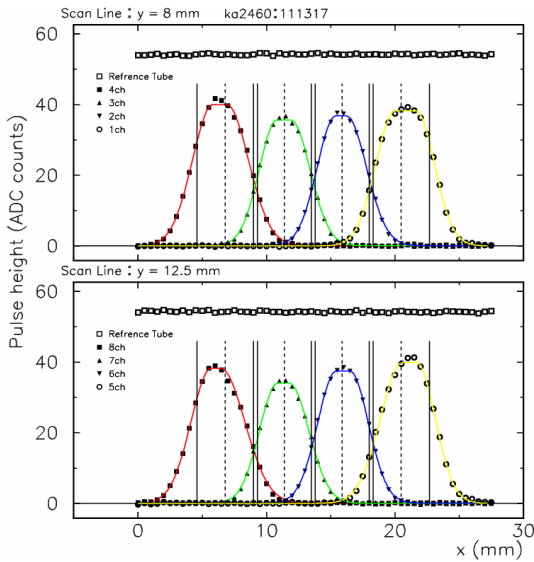 Scan Line : y = 8 mm ka2460:111317
60
Refrence Tube
4ch
3ch
2ch
1ch
40
20
0
Pulse height (ADC counts)
Scan Line : y = 12.5 mm
60
Refrence Tube
8ch
7ch
6ch
5ch
40
20
0
0 10 20 30
x (mm)